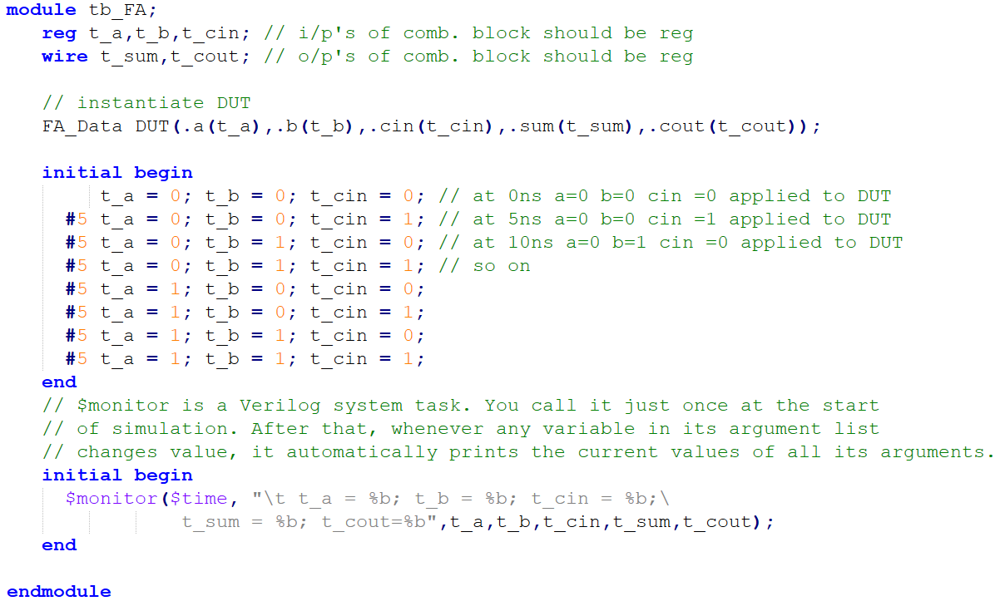 module tb_FA;
reg t_a,t_b,t_cin; // i/p's of comb. block should be reg
wire t_sum,t_cout; // o/p's of comb. block should be reg
// instantiate DUT
FA_Data DUT(.a(t_a),.b(t_b),.cin(t_cin),.sum(t_sum),.cout(t_cout));
initial begin
t_a = 0; t_b = 0; t_cin = 0; // at 0ns a=0 b=0 cin =0 applied to DUT
#5 t_a = 0; t_b = 0; t_cin = 1; // at 5ns a=0 b=0 cin =1 applied to DUT
#5 t_a = 0; t_b = 1; t_cin = 0; // at 10ns a=0 b=1 cin =0 applied to DUT
#5 t_a = 0; t_b = 1; t_cin = 1; // so on
#5 t_a = 1; t_b = 0; t_cin = 0;
#5 t_a = 1; t_b = 0; t_cin = 1;
#5 t_a = 1; t_b = 1; t_cin = 0;
#5 t_a = 1; t_b = 1; t_cin = 1;
end
// $monitor is a Verilog system task. You call it just once at the start
// of simulation. After that, whenever any variable in its argument list
// changes value, it automatically prints the current values of all its arguments.
initial begin
$monitor($time, "\t t_a = %b; t_b = %b; t_cin = %b;\
t_sum = %b; t_cout=%b",t_a,t_b,t_cin,t_sum,t_cout);
end
endmodule